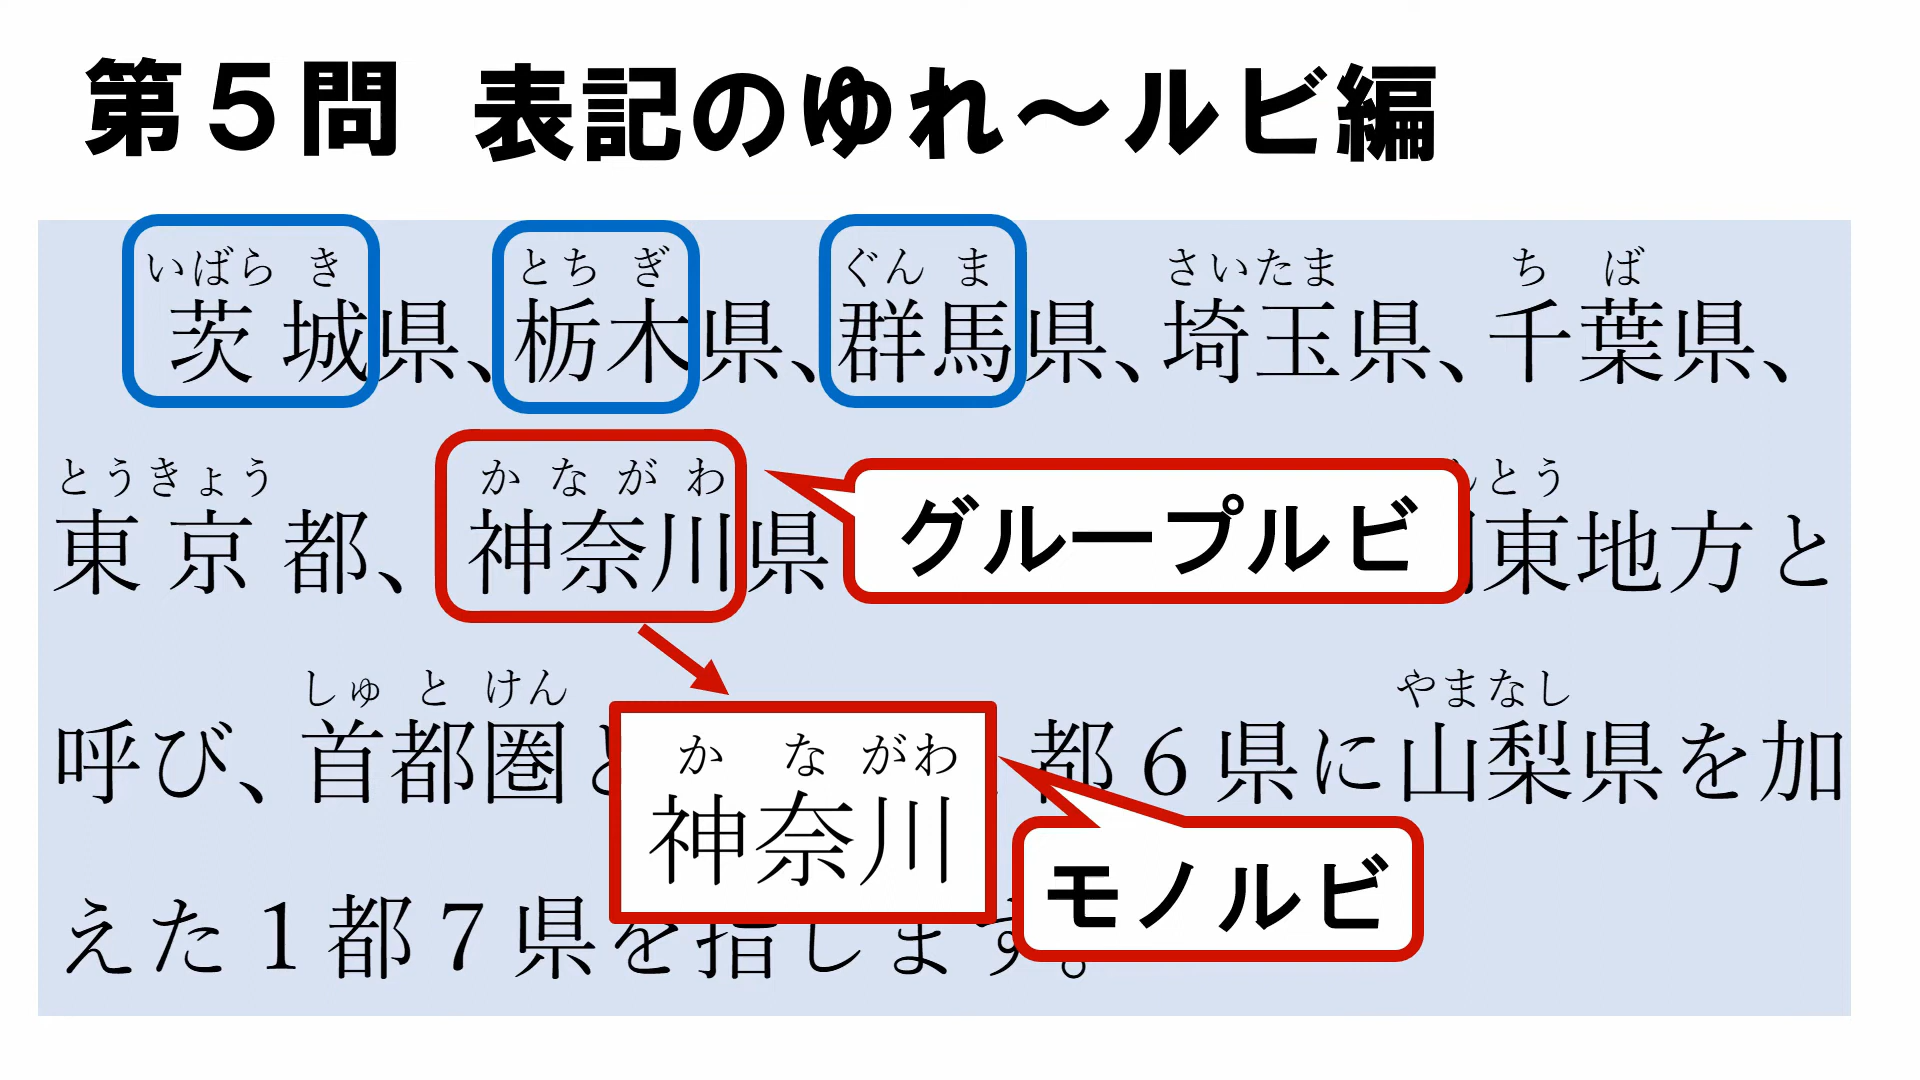 第５問 表記のゆれ～ルビ編
いばら き とち ぎ ぐん ま さいたま ち ば
茨城県、栃木県、群馬県、埼玉県、千葉県、
とうきょう か な が わ とう
東京都、神奈川県 東地方と
グループルビ
しゅ と けん やまなし
呼び、首都圏 都６県に山梨県を加
か な がわ
神奈川
モノルビ
えた１都７県を指します。